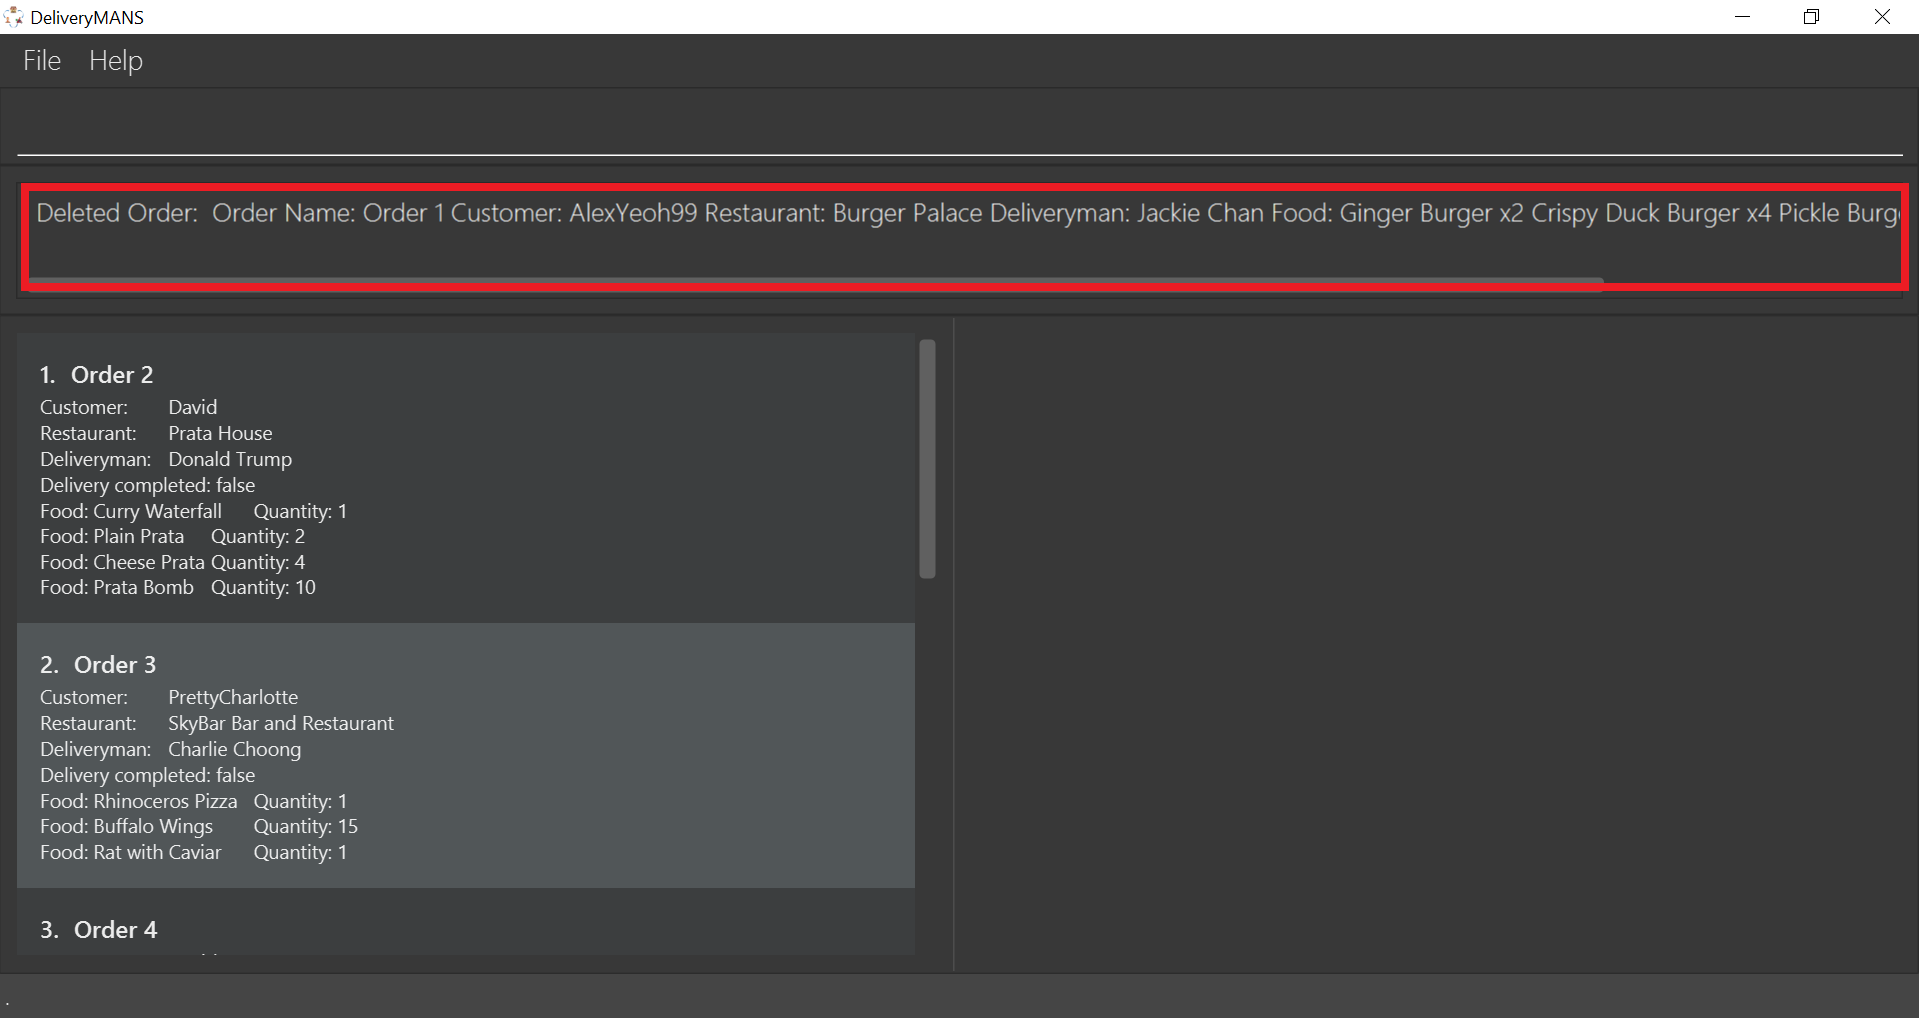 DeliveryMANS
File Help
Deleted Order: Order Name: Order 1 Customer: AlexYeoh99 Restaurant: Burger Palace Deliveryman: Jackie Chan Food: Ginger Burger x2 Crispy Duck Burger x4 Pickle
1. Order 2
Customer: David
Restaurant: Prata House
Deliveryman: Donald Trump
Delivery completed: false
Food: Curry Waterfall Quantity: 1
Food: Plain Prata Quantity: 2
Food: Cheese Prata Quantity: 4
Food: Prata Bomb Quantity: 10
2. Order 3
Customer: PrettyCharlotte
Restaurant: SkyBar Bar and Restaurant
Deliveryman: Charlie Choong
Delivery completed: false
Food: Rhinoceros Pizza Quantity: 1
Food: Buffalo Wings Quantity: 15
Food: Rat with Caviar Quantity: 1
3. Order 4
.